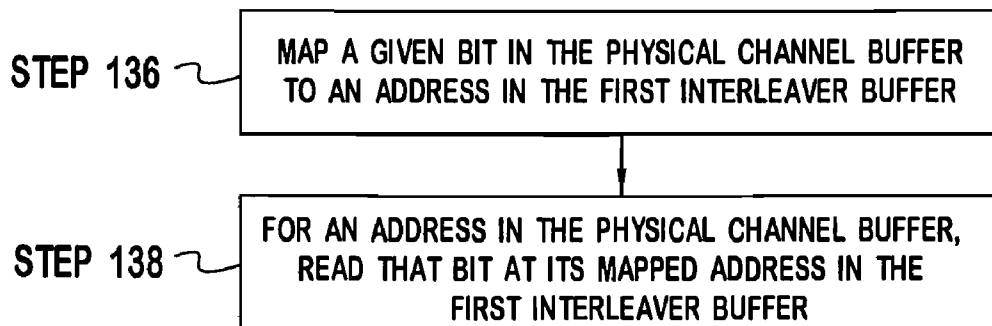 STEP 136
MAP A GIVEN BIT IN THE PHYSICAL CHANNEL BUFFER
TO AN ADDRESS IN THE FIRST INTERLEAVER BUFFER
STEP 138
FOR AN ADDRESS IN THE PHYSICAL CHANNEL BUFFER,
READ THAT BIT AT ITS MAPPED ADDRESS IN THE
FIRST INTERLEAVER BUFFER